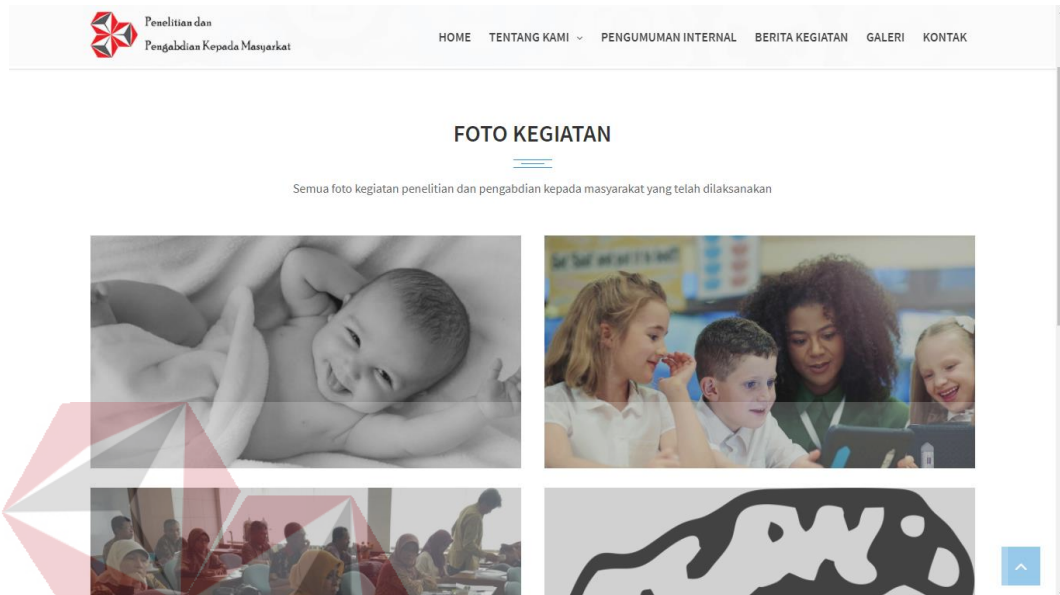 Penelitian dan
Pengabdian Kepada Masyarkat
HOME TENTANG KAMI PENGUMUMAN INTERNAL BERITA KEGIATAN GALERI KONTAK
FOTO KEGIATAN
Semua foto kegiatan penelitian dan pengabdian kepada masyarakat yang telah dilaksanakan